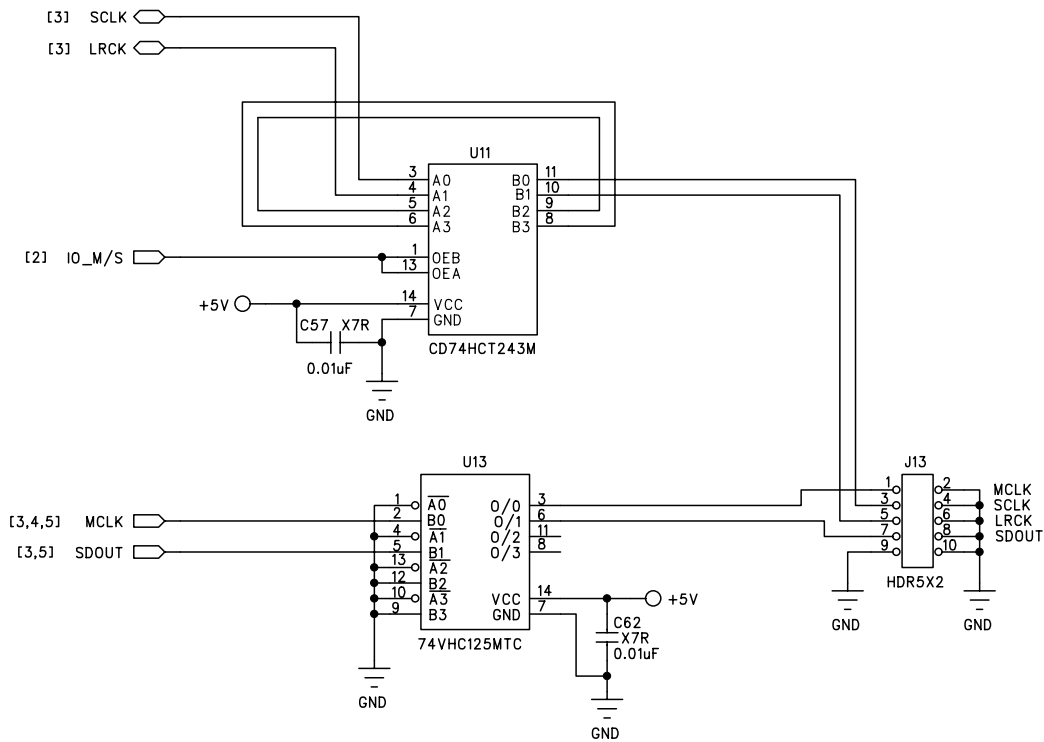 [3] SCLK
[3] LRCK
U11
3 A0 B0 11
4 A1 B1 10
5 A2 B2 9
6 A3 B3 8
[2] IO_M/S 1 OEB
13 OEA
+5V 14 VCC
7 GND
C57 X7R
0.01uF
CD74HCT243M
GND
U13
1 A0 O/0 3
[3,4,5] MCLK 2 B0 O/1 6
4 A1 O/2 11
[3,5] SDOUT 5 B1 O/3 8
13 A2
12 B2
10 A3 VCC 14 +5V
9 B3 GND 7
74VHC125MTC
C62
X7R
0.01uF
GND
GND
J13
1 2 MCLK
3 4 SCLK
5 6 LRCK
7 8 SDOUT
9 10
HDR5X2
GND GND